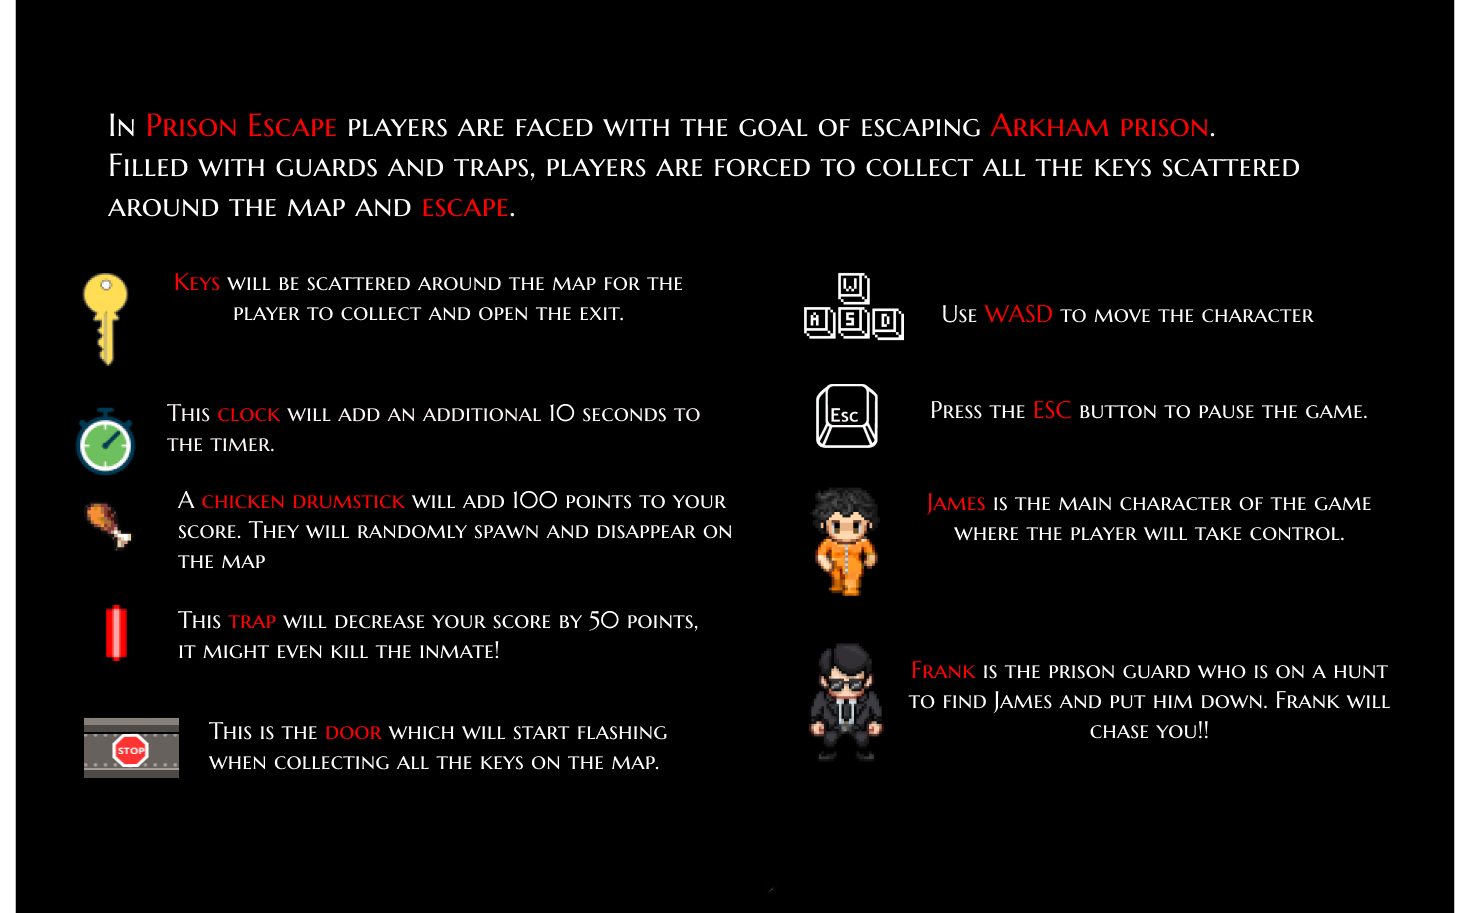 In Prison Escape players are faced with the goal of escaping Arkham prison.
Filled with guards and traps, players are forced to collect all the keys scattered
around the map and escape.
Keys will be scattered around the map for the
player to collect and open the exit.
This clock will add an additional 10 seconds to
the timer.
A chicken drumstick will add 100 points to your
score. They will randomly spawn and disappear on
the map
This trap will decrease your score by 50 points,
it might even kill the inmate!
STOP
This is the door which will start flashing
when collecting all the keys on the map.
W
A S D
Use WASD to move the character
Esc
Press the ESC button to pause the game.
James is the main character of the game
where the player will take control.
Frank is the prison guard who is on a hunt
to find James and put him down. Frank will
chase you!!